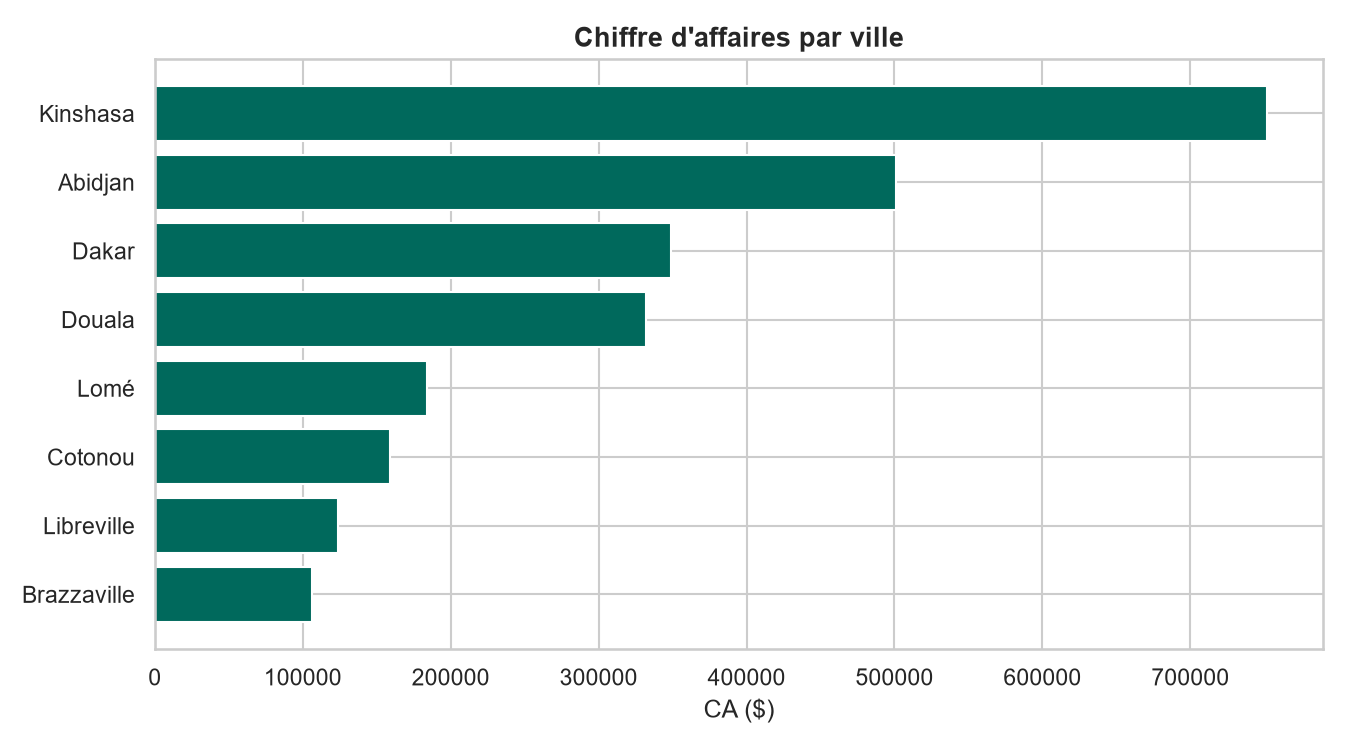 Chiffre d'affaires par ville
Kinshasa
Abidjan
Dakar
Douala
Lomé
Cotonou
Libreville
Brazzaville
0 100000 200000 300000 400000 500000 600000 700000
CA ($)